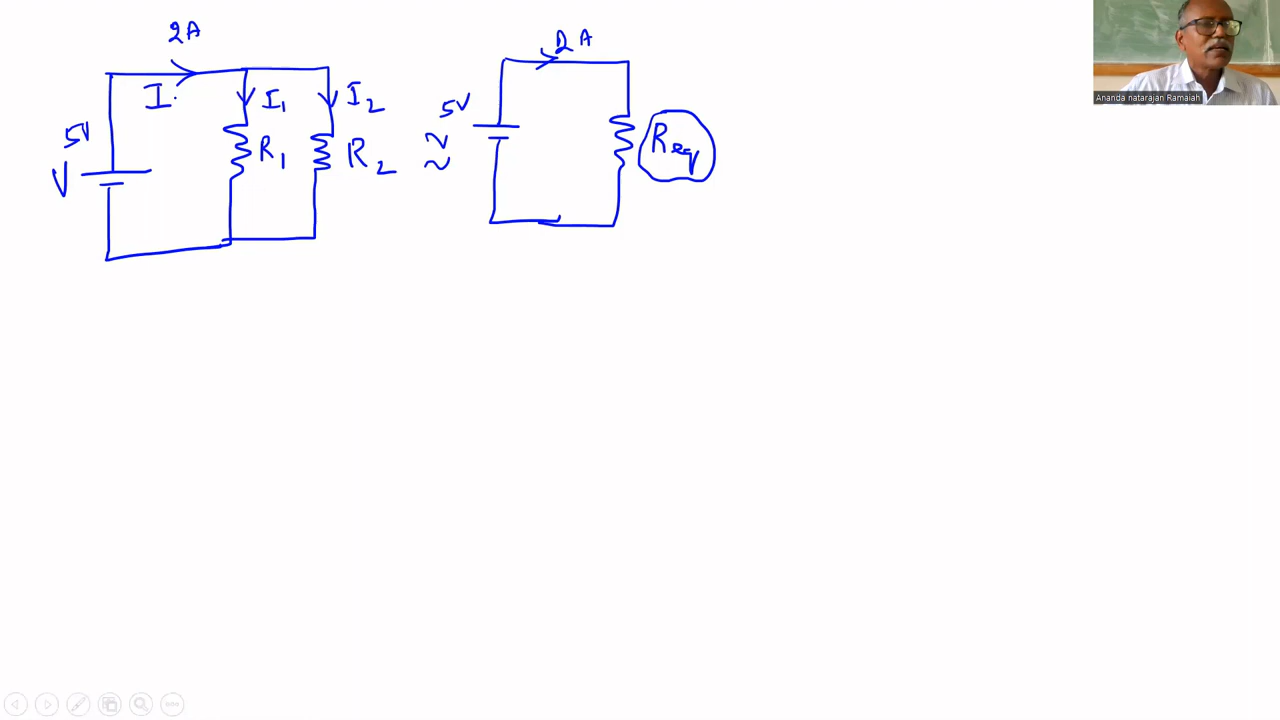 2A
I
I₁
I₂
5V
V
R₁
R₂
≈
2A
5V
Req
Ananda natarajan Ramaiah